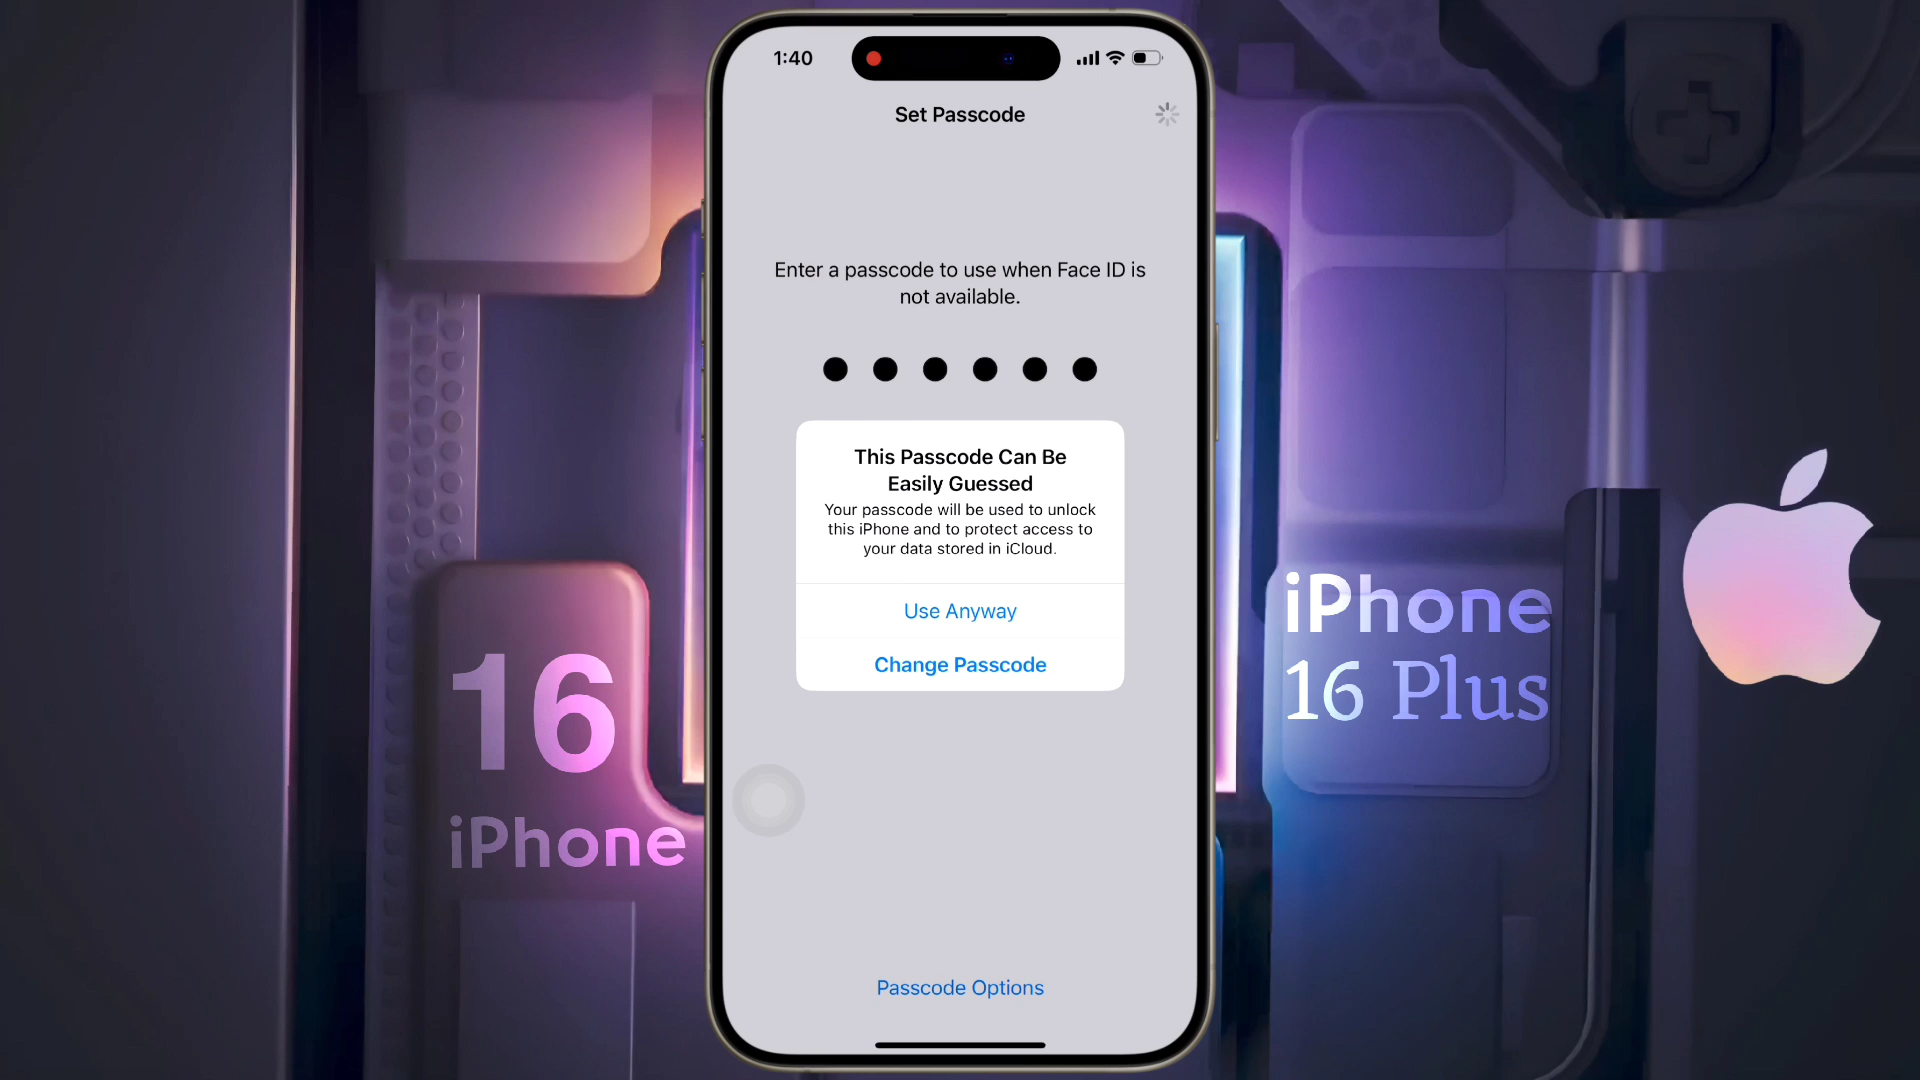 1:40
Set Passcode
Enter a passcode to use when Face ID is
not available.
This Passcode Can Be
Easily Guessed
Your passcode will be used to unlock
this iPhone and to protect access to
your data stored in iCloud.
Use Anyway
Change Passcode
Passcode Options
16
iPhone
iPhone
16 Plus